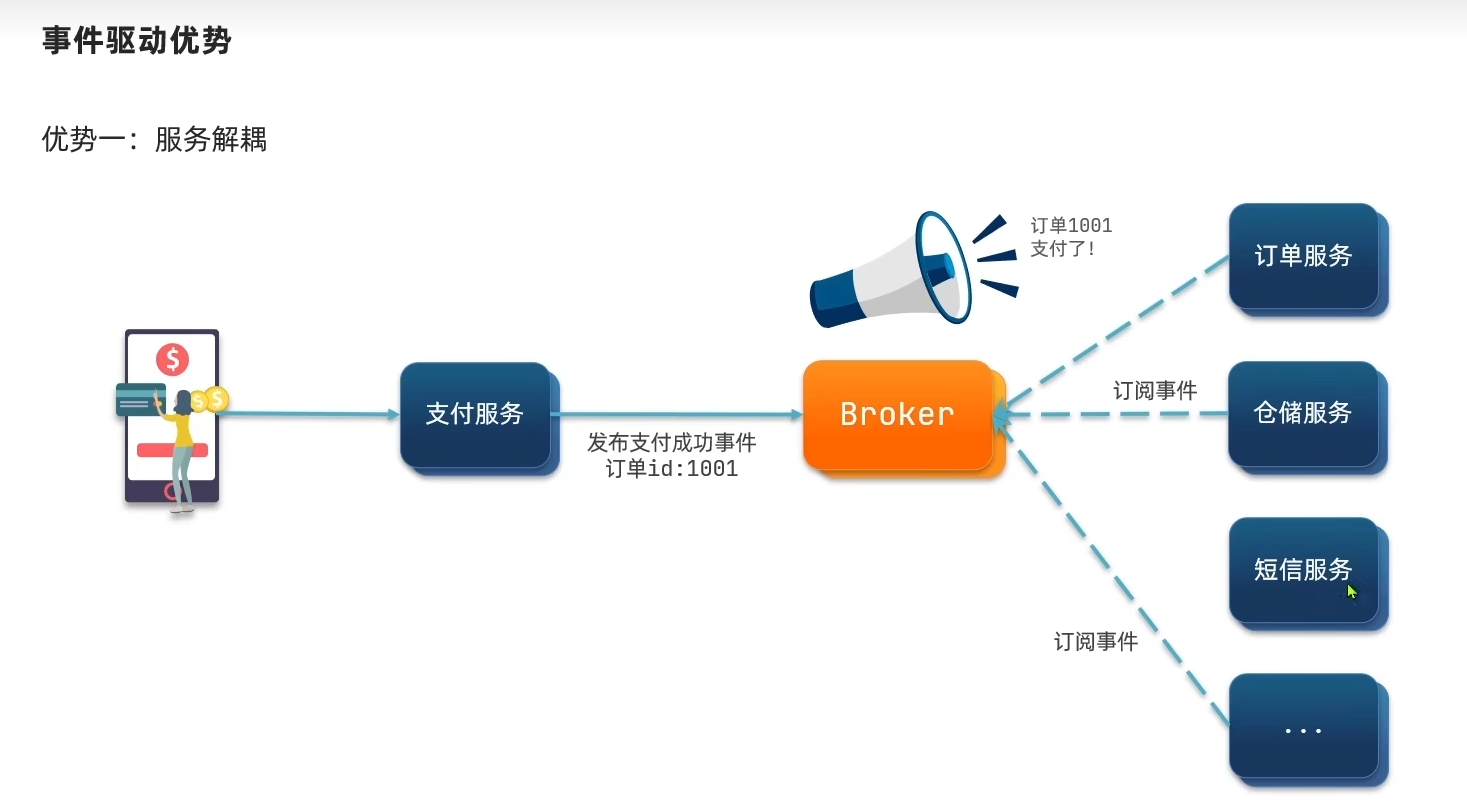 事件驱动优势
优势一：服务解耦
订单1001
支付了!
订单服务
支付服务
发布支付成功事件
订单id:1001
Broker
订阅事件
仓储服务
短信服务
订阅事件
...